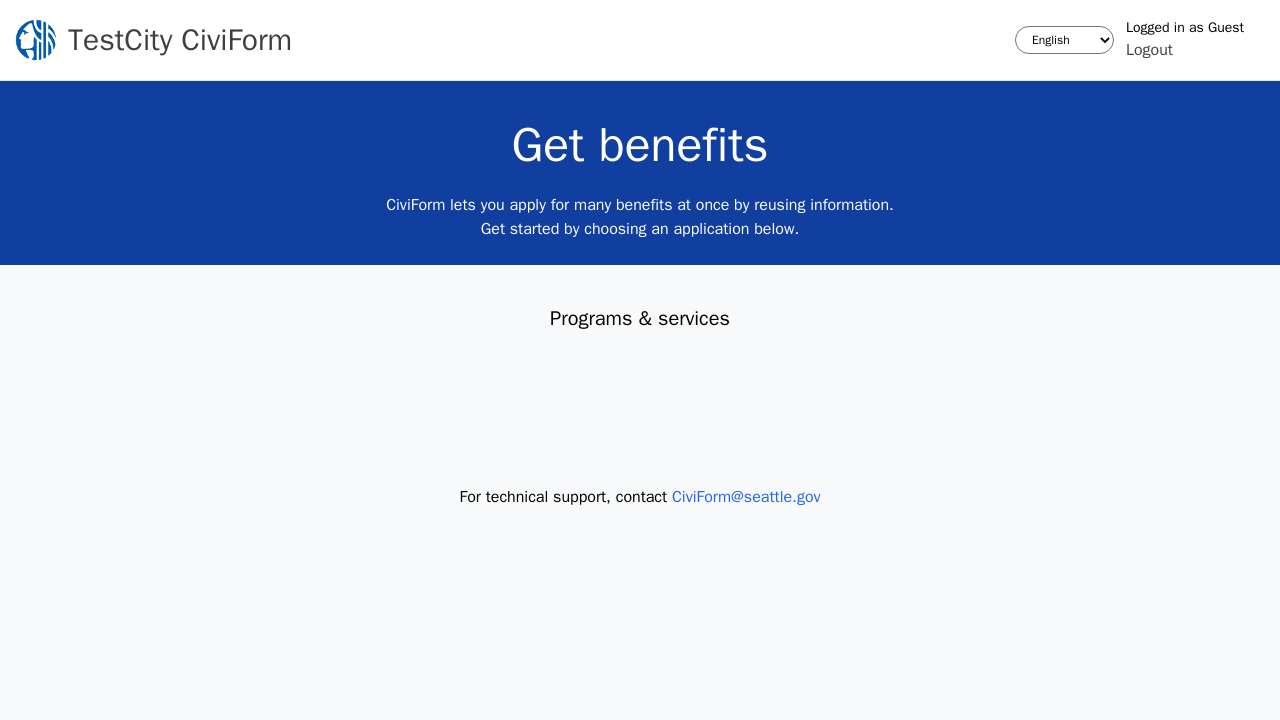 TestCity CiviForm
English
Logged in as Guest
Logout
Get benefits
CiviForm lets you apply for many benefits at once by reusing information.
Get started by choosing an application below.
Programs & services
For technical support, contact CiviForm@seattle.gov